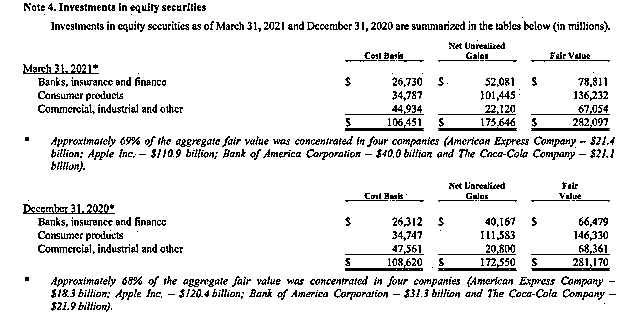 Note 4. Investments in equity securities
Investments in equity securities as of March 31, 2021 and December 31, 2020 are summarized in the tables below (in millions).
Cost Basis Net Unrealized Gains Fair Value
March 31, 2021*
Banks, insurance and finance $ 26,730 $ 52,081 $ 78,811
Consumer products 34,787 101,445 136,232
Commercial, industrial and other 44,934 22,120 67,054
$ 106,451 $ 175,646 $ 282,097
* Approximately 69% of the aggregate fair value was concentrated in four companies (American Express Company – $21.4
billion; Apple Inc. – $110.9 billion; Bank of America Corporation – $40.0 billion and The Coca-Cola Company – $21.1
billion).
Cost Basis Net Unrealized Gains Fair Value
December 31, 2020*
Banks, insurance and finance $ 26,312 $ 40,167 $ 66,479
Consumer products 34,747 111,583 146,330
Commercial, industrial and other 47,561 20,800 68,361
$ 108,620 $ 172,550 $ 281,170
* Approximately 68% of the aggregate fair value was concentrated in four companies (American Express Company –
$18.3 billion; Apple Inc. – $120.4 billion; Bank of America Corporation – $31.3 billion and The Coca-Cola Company –
$21.9 billion).